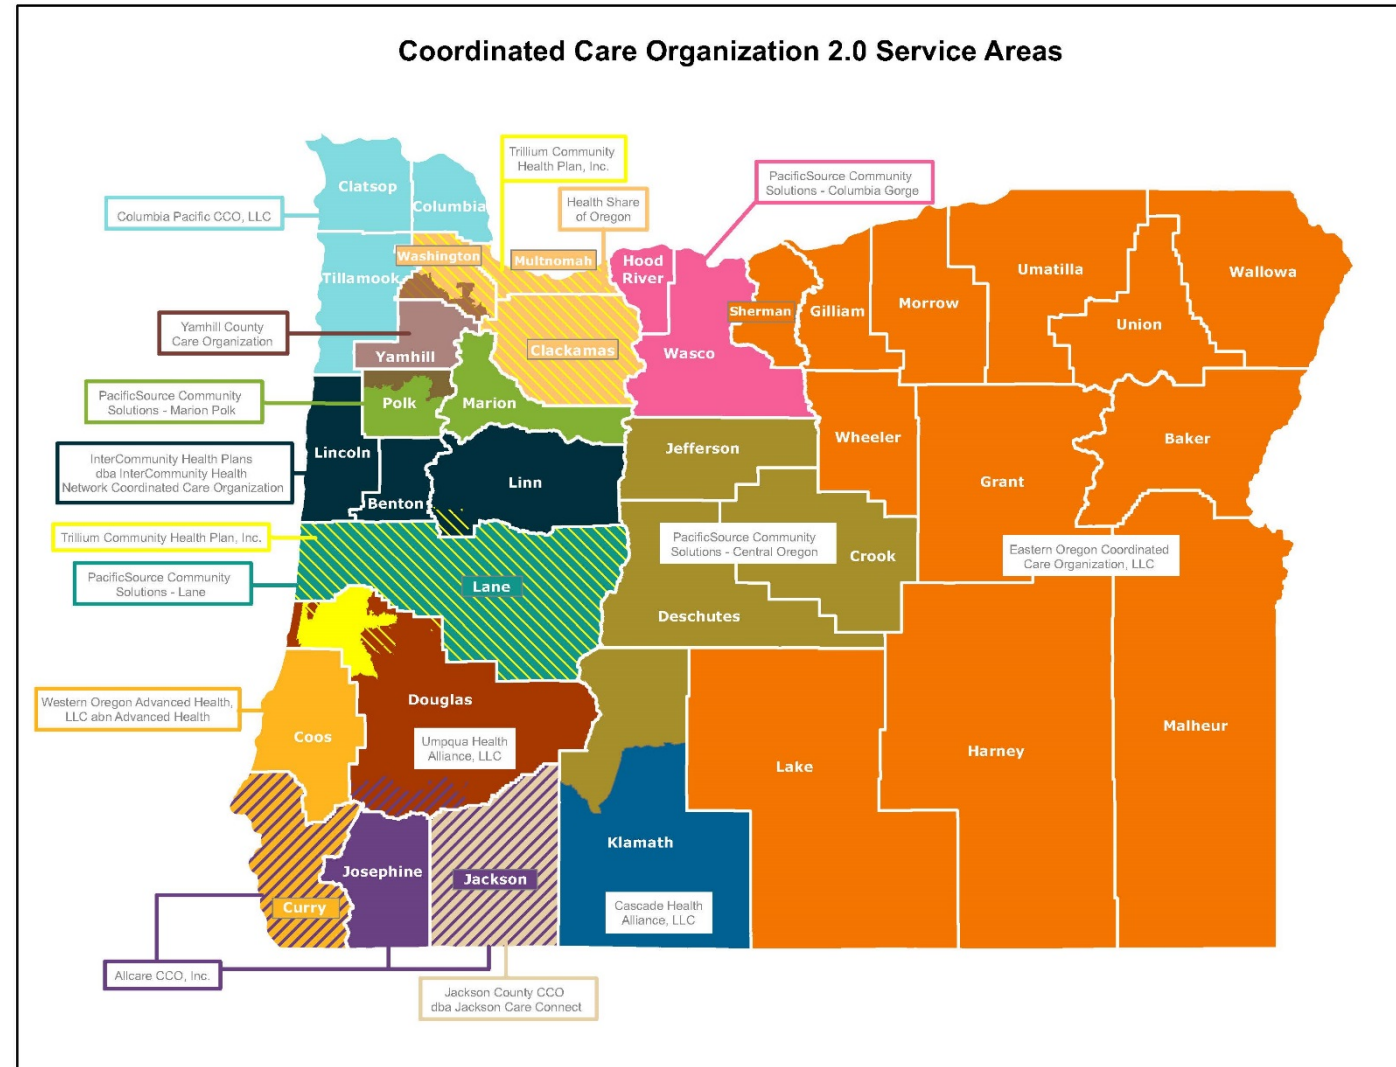 Coordinated Care Organization 2.0 Service Areas
Trillium Community
Health Plan, Inc.
PacificSource Community
Solutions - Columbia Gorge
Clatsop
Columbia
Columbia Pacific CCO, LLC
Health Share
of Oregon
Washington
Multnomah
Hood
River
Tillamook
Umatilla
Wallowa
Sherman
Gilliam
Morrow
Union
Yamhill County
Care Organization
Yamhill
Clackamas
Wasco
PacificSource Community
Solutions - Marion Polk
Polk
Marion
Lincoln
Jefferson
Wheeler
Baker
InterCommunity Health Plans
dba InterCommunity Health
Network Coordinated Care Organization
Benton
Linn
Grant
Trillium Community Health Plan, Inc.
PacificSource Community
Solutions - Central Oregon
Crook
Eastern Oregon Coordinated
Care Organization, LLC
PacificSource Community
Solutions - Lane
Lane
Deschutes
Western Oregon Advanced Health,
LLC abn Advanced Health
Douglas
Coos
Umpqua Health
Alliance, LLC
Malheur
Lake
Harney
Klamath
Josephine
Jackson
Curry
Cascade Health
Alliance, LLC
Allcare CCO, Inc.
Jackson County CCO
dba Jackson Care Connect